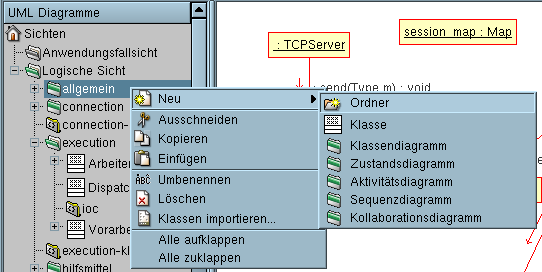 UML Diagramme
Sichten
Anwendungsfallsicht
Logische Sicht
allgemein
connection
connection-
execution
Arbeiter
Dispatc
ioc
Vorarbe
execution-kl
hilfsmittel
Neu
Ausschneiden
Kopieren
Einfügen
Umbenennen
Löschen
Klassen importieren...
Alle aufklappen
Alle zuklappen
Ordner
Klasse
Klassendiagramm
Zustandsdiagramm
Aktivitätsdiagramm
Sequenzdiagramm
Kollaborationsdiagramm
: TCPServer
session_map : Map
: send(Type m) : void